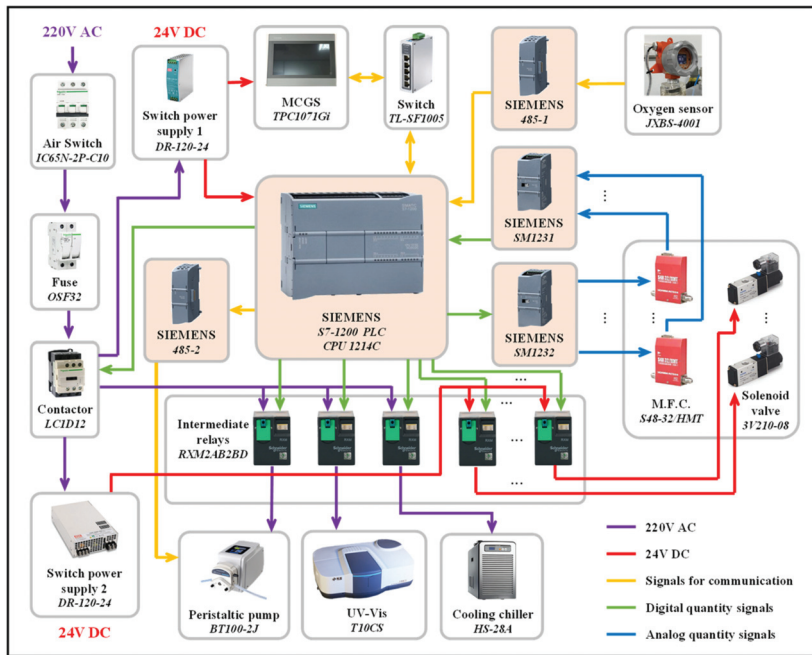 220V AC
24V DC
Air Switch
IC65N-2P-C10
Switch power
supply 1
DR-120-24
MCGS
TPC1071Gi
Switch
TL-SF1005
SIEMENS
485-1
Oxygen sensor
JXBS-4001
Fuse
OSF32
SIEMENS
485-2
SIEMENS
SIEMENS
S7-1200 PLC
CPU 1214C
SIEMENS
SM1231
SIEMENS
SM1232
M.F.C.
S48-32/HMT
Solenoid
valve
3V210-08
Contactor
LC1D12
Intermediate
relays
RXM2AB2BD
...
...
...
...
...
...
...
Switch power
supply 2
DR-120-24
24V DC
Peristaltic pump
BT100-2J
UV-Vis
T10CS
Cooling chiller
HS-28A
220V AC
24V DC
Signals for communication
Digital quantity signals
Analog quantity signals